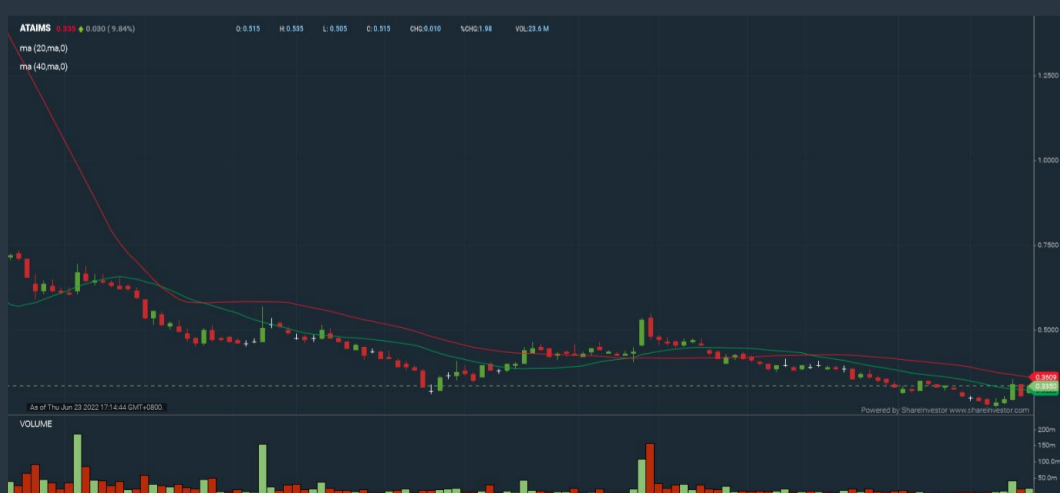 ATAIMS 0.335 0.030 ( 9.84%) O: 0.515 H:0.535 L: 0.505 C: 0.515 CHG:0.010 %CHG:1.98 VOL:23.6 M
ma (20,ma,0)
ma (40,ma,0)
1.2500
1.0000
0.7500
0.5000
0.3609
0.3350
As of Thu Jun 23 2022 17:14:44 GMT+0800.
Powered by ShareInvestor www.shareinvestor.com
VOLUME
200m
150m
100.0m
50.0m